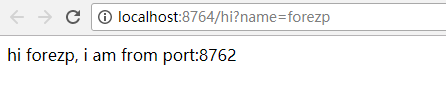 localhost:8764/hi?name=forezp
hi forezp, i am from port:8762